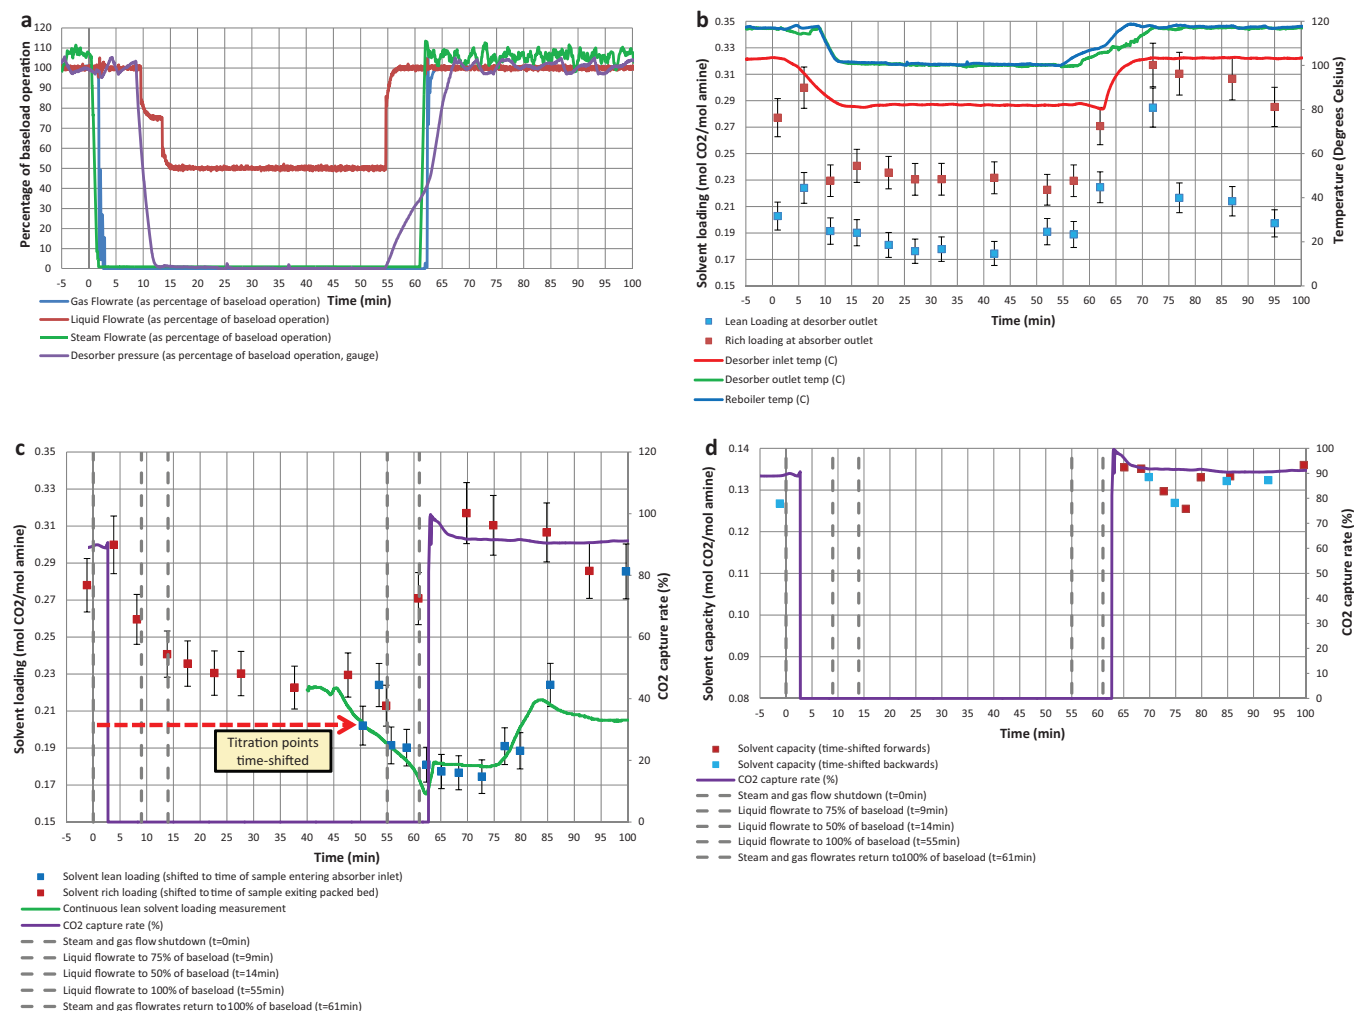 a
Percentage of baseload operation
120
110
100
90
80
70
60
50
40
30
20
10
0
-5 0 5 10 15 20 25 30 35 40 45 50 55 60 65 70 75 80 85 90 95 100
Time (min)
Gas Flowrate (as percentage of baseload operation)
Liquid Flowrate (as percentage of baseload operation)
Steam Flowrate (as percentage of baseload operation)
Desorber pressure (as percentage of baseload operation, gauge)
b
Solvent loading (mol CO2/mol amine)
0.35
0.33
0.31
0.29
0.27
0.25
0.23
0.21
0.19
0.17
0.15
120
100
80
60
40
20
0
Temperature (Degrees Celsius)
-5 0 5 10 15 20 25 30 35 40 45 50 55 60 65 70 75 80 85 90 95 100
Time (min)
Lean Loading at desorber outlet
Rich loading at absorber outlet
Desorber inlet temp (C)
Desorber outlet temp (C)
Reboiler temp (C)
c
Solvent loading (mol CO2/mol amine)
0.35
0.33
0.31
0.29
0.27
0.25
0.23
0.21
0.19
0.17
0.15
120
100
80
60
40
20
0
CO2 capture rate (%)
Titration points
time-shifted
-5 0 5 10 15 20 25 30 35 40 45 50 55 60 65 70 75 80 85 90 95 100
Time (min)
Solvent lean loading (shifted to time of sample entering absorber inlet)
Solvent rich loading (shifted to time of sample exiting packed bed)
Continuous lean solvent loading measurement
CO2 capture rate (%)
Steam and gas flow shutdown (t=0min)
Liquid flowrate to 75% of baseload (t=9min)
Liquid flowrate to 50% of baseload (t=14min)
Liquid flowrate to 100% of baseload (t=55min)
Steam and gas flowrates return to100% of baseload (t=61min)
d
Solvent capacity (mol CO2/mol amine)
0.14
0.13
0.12
0.11
0.10
0.09
0.08
100
90
80
70
60
50
40
30
20
10
0
CO2 capture rate (%)
-5 0 5 10 15 20 25 30 35 40 45 50 55 60 65 70 75 80 85 90 95 100
Time (min)
Solvent capacity (time-shifted forwards)
Solvent capacity (time-shifted backwards)
CO2 capture rate (%)
Steam and gas flow shutdown (t=0min)
Liquid flowrate to 75% of baseload (t=9min)
Liquid flowrate to 50% of baseload (t=14min)
Liquid flowrate to 100% of baseload (t=55min)
Steam and gas flowrates return to100% of baseload (t=61min)